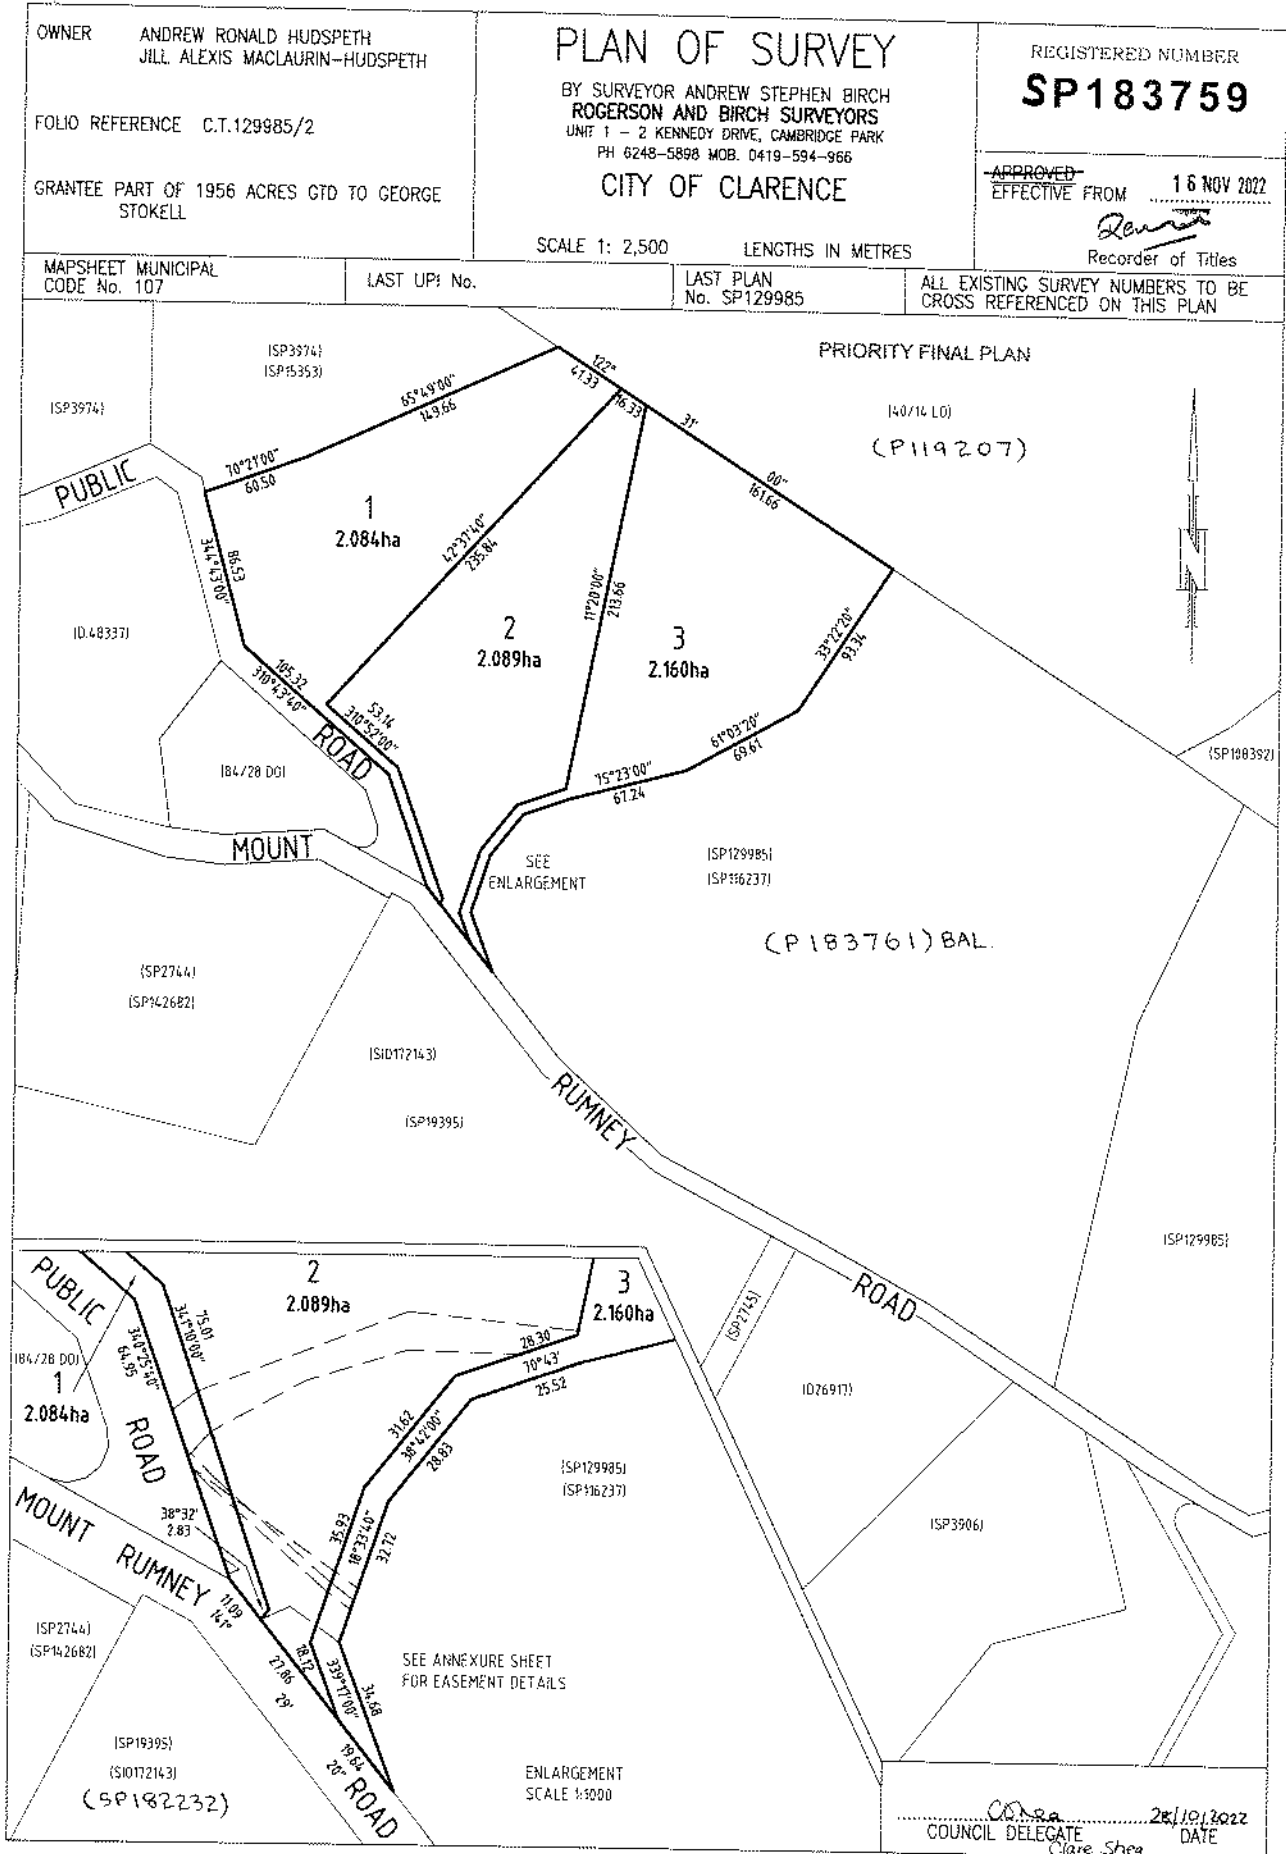 OWNER ANDREW RONALD HUDSPETH
JILL ALEXIS MACLAURIN-HUDSPETH
FOLIO REFERENCE C.T.129985/2
GRANTEE PART OF 1956 ACRES GTD TO GEORGE
STOKELL
PLAN OF SURVEY
BY SURVEYOR ANDREW STEPHEN BIRCH
ROGERSON AND BIRCH SURVEYORS
UNIT 1 - 2 KENNEDY DRIVE, CAMBRIDGE PARK
PH 6248-5898 MOB. 0419-594-966
CITY OF CLARENCE
SCALE 1: 2,500 LENGTHS IN METRES
REGISTERED NUMBER
SP183759
APPROVED
EFFECTIVE FROM 16 NOV 2022
Recorder of Titles
MAPSHEET MUNICIPAL
CODE No. 107
LAST UPI No.
LAST PLAN
No. SP129985
ALL EXISTING SURVEY NUMBERS TO BE
CROSS REFERENCED ON THIS PLAN
PRIORITY FINAL PLAN
(SP3974)
(SP15353)
(SP3974)
65°49'00"
149.66
122°
41.33
16.33
31'
00"
161.66
(40/14 LO)
(P119207)
PUBLIC
70°21'00"
60.50
1
2.084ha
42°37'40"
235.84
86.53
344°43'00"
11°20'00"
213.66
N
(D.48337)
2
2.089ha
3
2.160ha
33°22'20"
93.34
105.32
310°43'40"
53.14
310°52'00"
ROAD
61°03'20"
69.61
(SP108392)
(84/28 DO)
75°23'00"
67.24
MOUNT
SEE
ENLARGEMENT
(SP129985)
(SP116237)
(P183761) BAL.
(SP2744)
(SP142682)
(SID172143)
(SP19395)
RUMNEY
(SP129985)
ROAD
(SP2745)
(D26917)
(SP3906)
PUBLIC
2
2.089ha
3
2.160ha
75.01
341°10'00"
340°25'40"
64.95
(84/28 DO)
1
2.084ha
28.30
70°43'
25.52
ROAD
31.62
38°42'00"
28.83
(SP129985)
(SP116237)
MOUNT RUMNEY
38°32'
2.83
35.93
18°33'40"
32.72
11.09
141°
(SP2744)
(SP142682)
27.86
29'
18.12
339°17'00"
34.68
SEE ANNEXURE SHEET
FOR EASEMENT DETAILS
(SP19395)
(SID172143)
(SP182232)
19.64
20"
ROAD
ENLARGEMENT
SCALE 1:1000
28/10/2022
COUNCIL DELEGATE DATE
Clare Shea